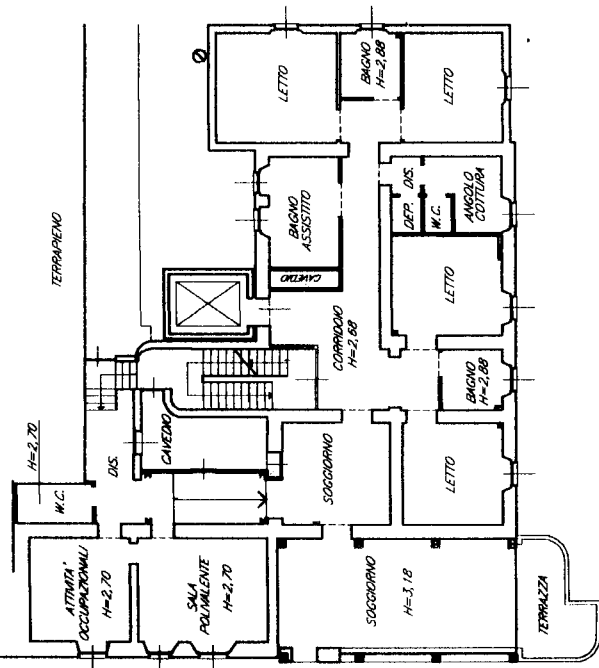 LETTO
BAGNO
H=2,88
LETTO
TERRAPIENO
BAGNO
ASSISTITO
DIS.
DEP.
W.C.
ANGOLO
COTTURA
CAVEDIO
LETTO
CORRIDOIO
H=2,68
BAGNO
H=2,88
H=2,70
W.C.
DIS.
CAVEDIO
SOGGIORNO
LETTO
ATTIVITA'
OCCUPAZIONALI
H=2,70
SALA
POLIVALENTE
H=2,70
SOGGIORNO
H=3,18
TERRAZZA